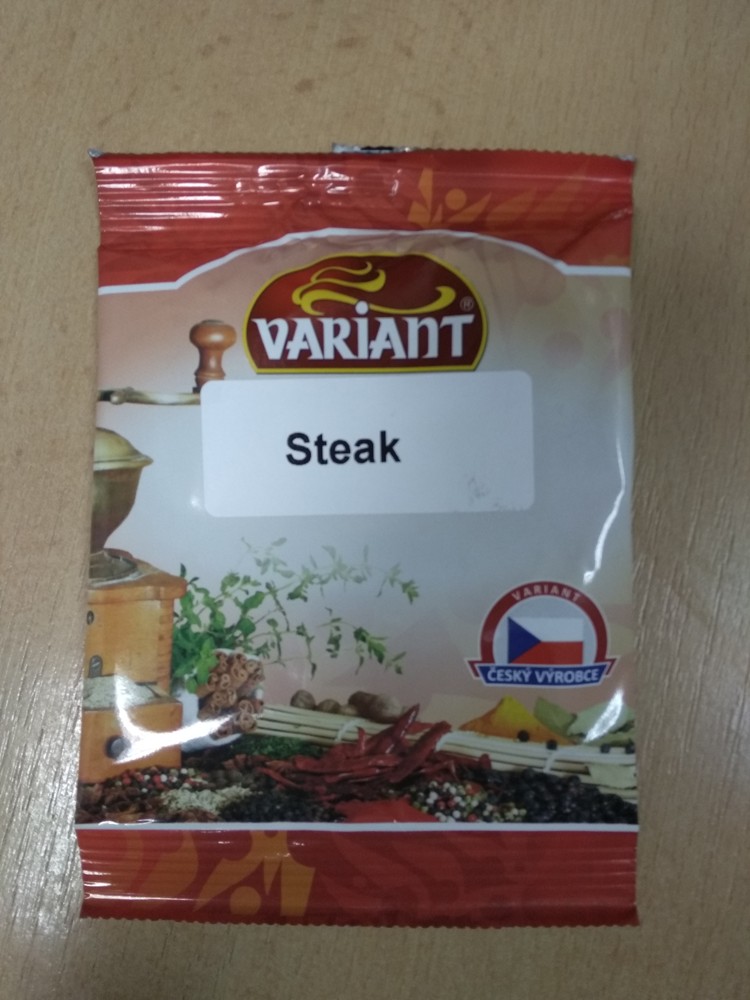 VARiANT ®
Steak
VARIANT
ČESKÝ VÝROBCE